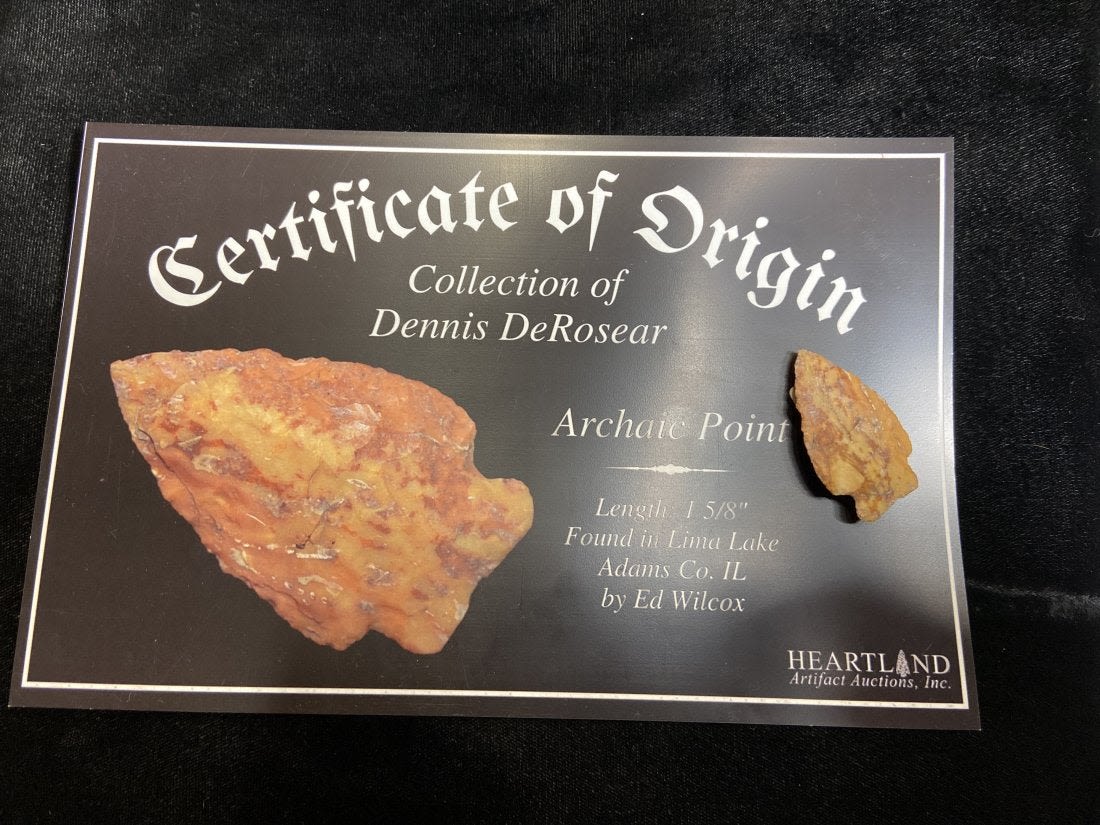 Certificate of Origin
Collection of
Dennis DeRosear
Archaic Point
Length 1 5/8"
Found in Lima Lake
Adams Co. IL
by Ed Wilcox
HEARTLAND
Artifact Auctions, Inc.